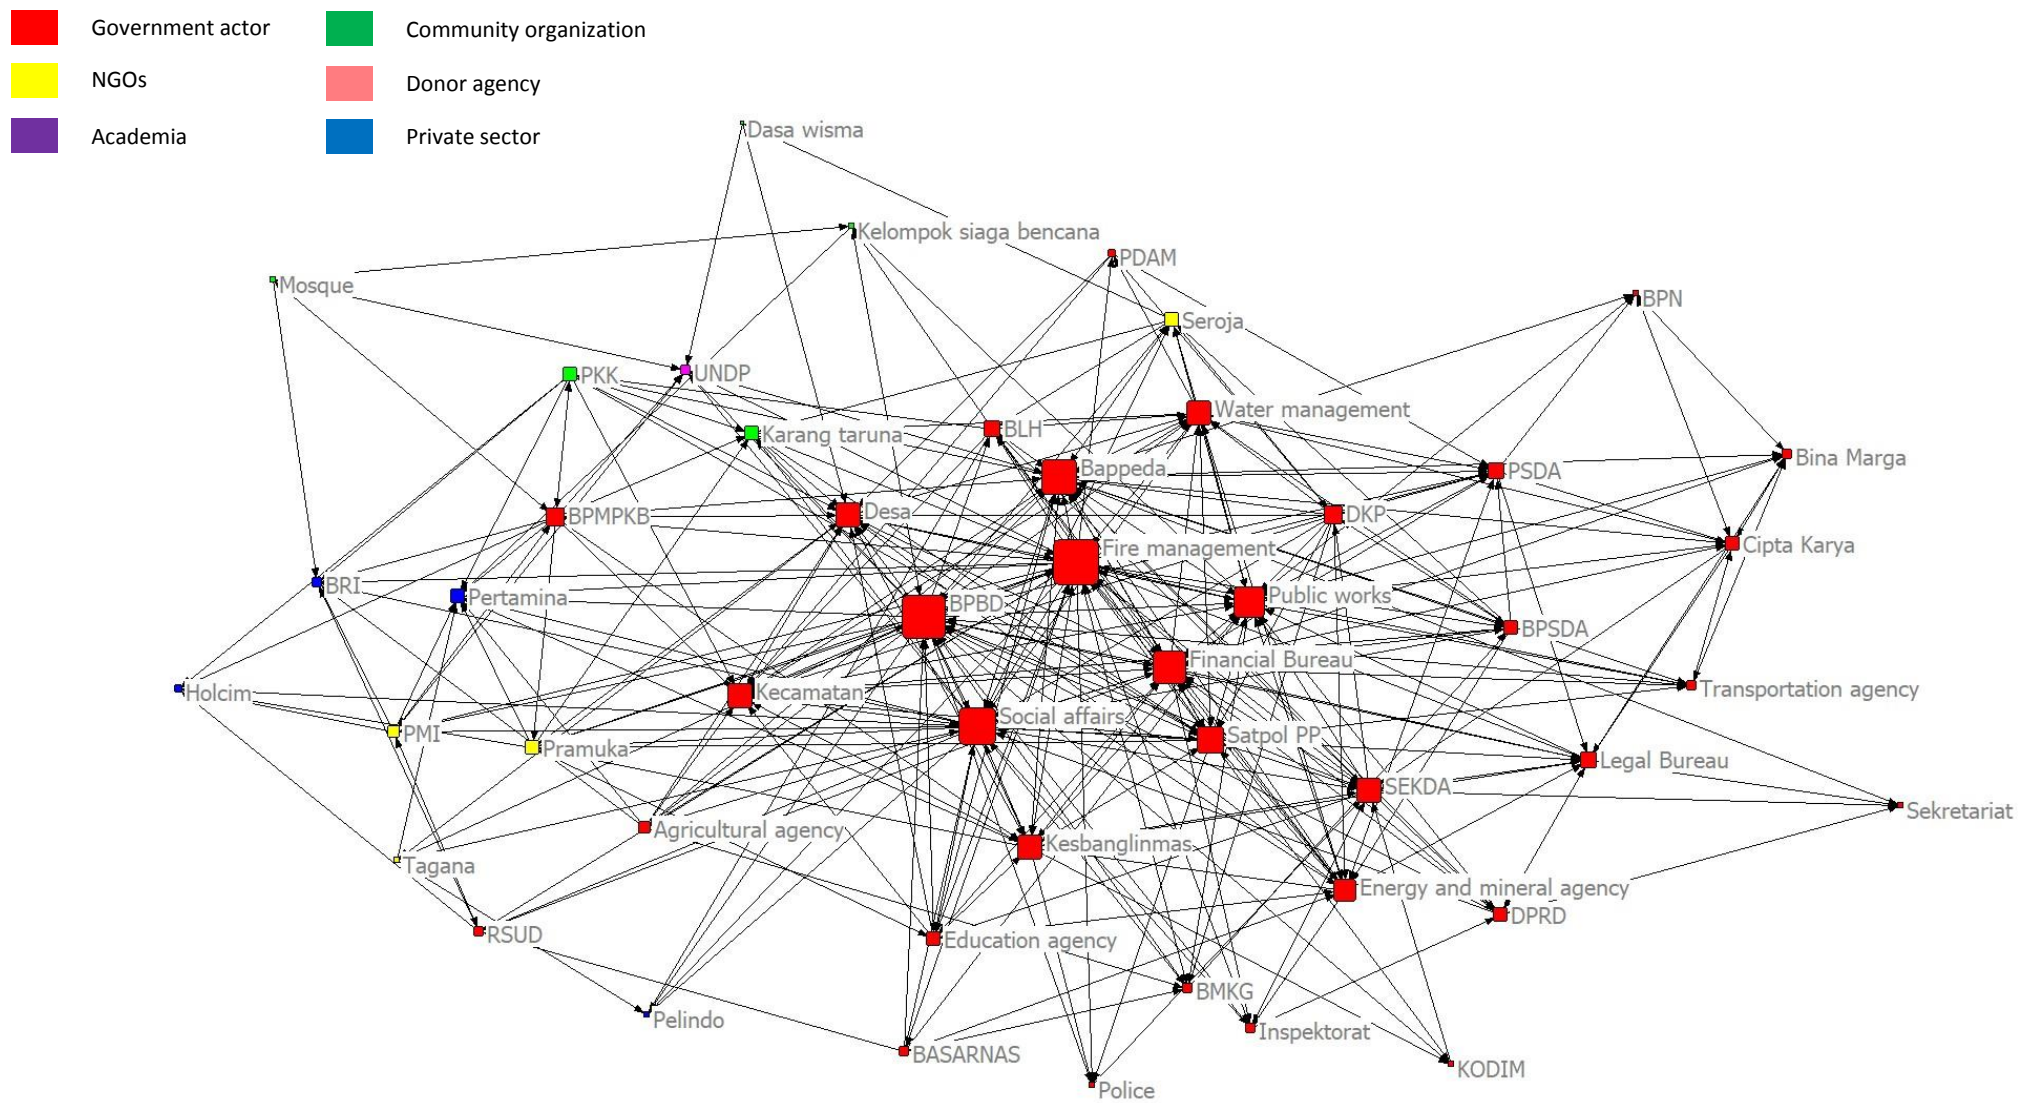 Government actor
Community organization
NGOs
Donor agency
Academia
Private sector
Dasa wisma
Kelompok siaga bencana
PDAM
Mosque
BPN
Seroja
PKK
UNDP
Water management
Karang taruna
BLH
Bina Marga
Bappeda
PSDA
BPMPKB
Desa
DKP
Fire management
Cipta Karya
BRI
Pertamina
BPBD
Public works
BPSDA
Financial Bureau
Holcim
Kecamatan
Transportation agency
Social affairs
PMI
Pramuka
Satpol PP
Legal Bureau
SEKDA
Sekretariat
Agricultural agency
Kesbanglinmas
Tagana
Energy and mineral agency
DPRD
RSUD
Education agency
BMKG
Pelindo
Inspektorat
BASARNAS
KODIM
Police